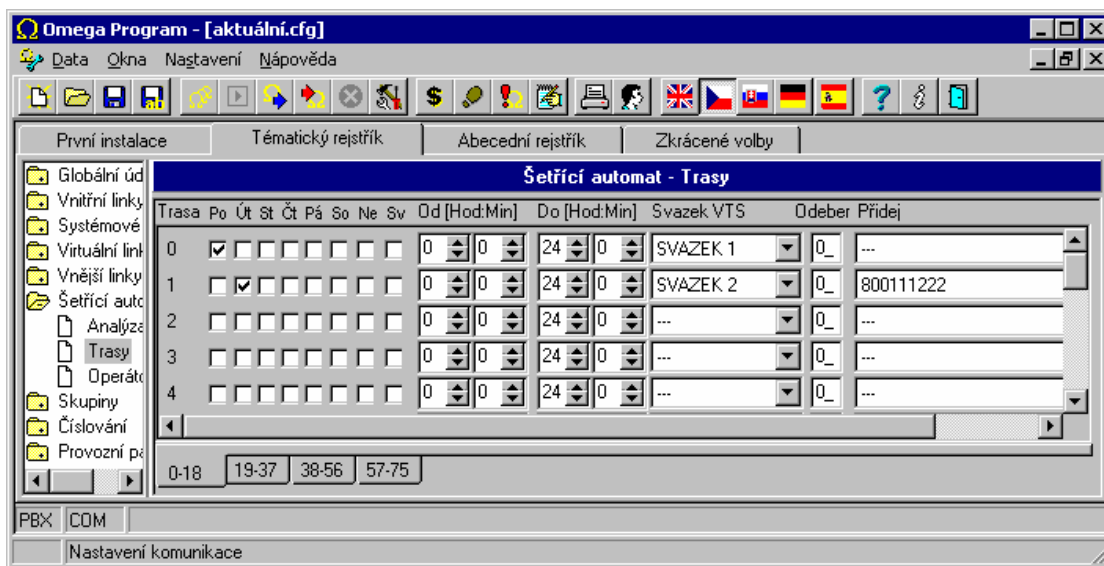 Omega Program - [aktuální.cfg]
Data Okna Nastavení Nápověda
První instalace Tématický rejstřík Abecední rejstřík Zkrácené volby
Globální úd
Vnitřní linky
Systémové
Virtuální link
Vnější linky
Šetřící auto
Analýza
Trasy
Operáto
Skupiny
Číslování
Provozní pa
Šetřící automat - Trasy
Trasa Po Út St Čt Pá So Ne Sv Od [Hod:Min] Do [Hod:Min] Svazek VTS Odeber Přidej
0 0 0 24 0 SVAZEK 1 0_ ---
1 0 0 24 0 SVAZEK 2 0_ 800111222
2 0 0 24 0 --- 0_ ---
3 0 0 24 0 --- 0_ ---
4 0 0 24 0 --- 0_ ---
0-18 19-37 38-56 57-75
PBX COM
Nastavení komunikace